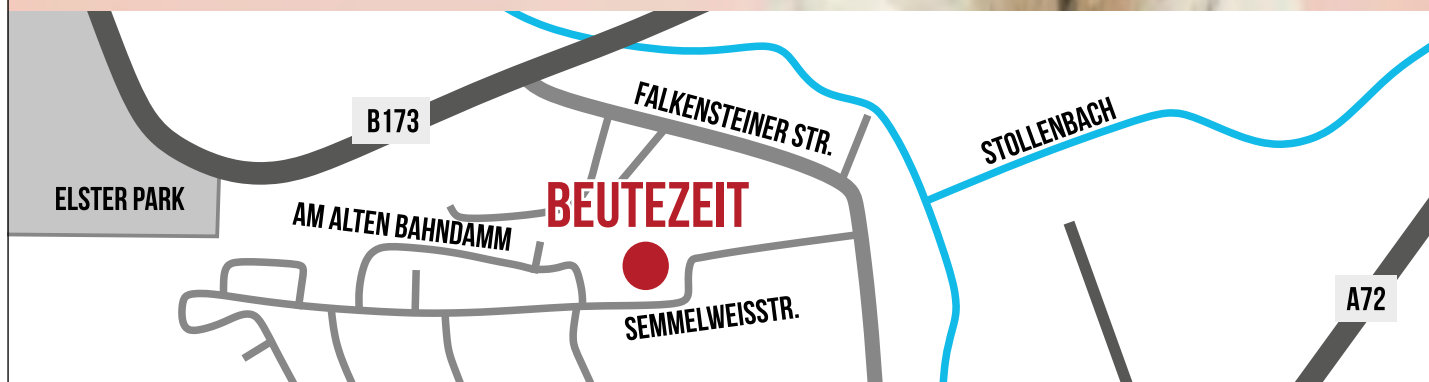 FALKENSTEINER STR.
B173
STOLLENBACH
ELSTER PARK
BEUTEZEIT
AM ALTEN BAHNDAMM
A72
SEMMELWEISSTR.